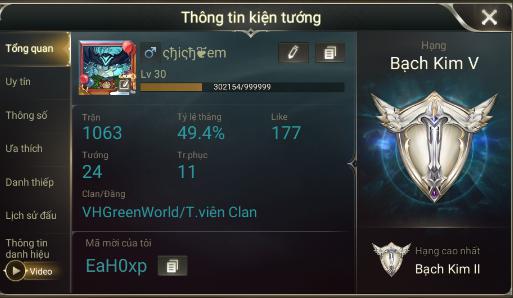 Thông tin kiện tướng
Tổng quan
Uy tín
Thông số
Ưa thích
Danh thiếp
Lịch sử đấu
Thông tin
danh hiệu
Video
Lv 30
302154/999999
Trận
Tỷ lệ thắng
Like
1063
49.4%
177
Tướng
Tr.phục
24
11
Clan/Đảng
VHGreenWorld/T.viên Clan
Mã mời của tôi
EaH0xp
Hạng
Bạch Kim V
Hạng cao nhất
Bạch Kim II